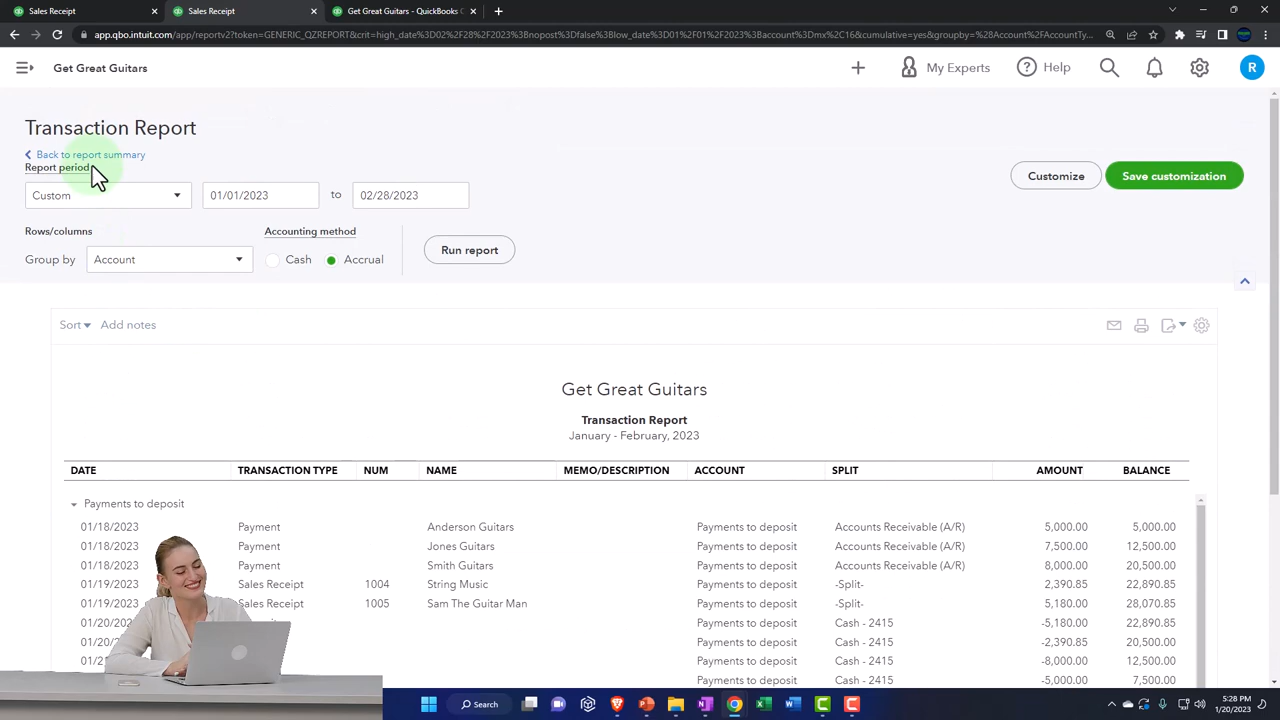 Sales Receipt
Sales Receipt
Get Great Guitars - QuickBooks C
app.qbo.intuit.com/app/reportv2?token=GENERIC_QZREPORT&crit=high_date%3D02%2F28%2F2023%3Bnopost%3Dfalse%3Blow_date%3D01%2F01%2F2023%3Baccount%3Dmx%2C16%3Bcumulative=yes&groupby=%28Account%2FAccountTy...
Get Great Guitars
My Experts
Help
R
Transaction Report
Back to report summary
Report period
Customize
Save customization
Custom
01/01/2023
to
02/28/2023
Rows/columns
Accounting method
Group by
Account
Cash
Accrual
Run report
Sort
Add notes
Get Great Guitars
Transaction Report
January - February, 2023
DATE TRANSACTION TYPE NUM NAME MEMO/DESCRIPTION ACCOUNT SPLIT AMOUNT BALANCE
Payments to deposit
01/18/2023 Payment Anderson Guitars Payments to deposit Accounts Receivable (A/R) 5,000.00 5,000.00
01/18/2023 Payment Jones Guitars Payments to deposit Accounts Receivable (A/R) 7,500.00 12,500.00
01/18/2023 Payment Smith Guitars Payments to deposit Accounts Receivable (A/R) 8,000.00 20,500.00
01/19/2023 Sales Receipt 1004 String Music Payments to deposit -Split- 2,390.85 22,890.85
01/19/2023 Sales Receipt 1005 Sam The Guitar Man Payments to deposit -Split- 5,180.00 28,070.85
01/20/202 Payments to deposit Cash - 2415 -5,180.00 22,890.85
01/20/ Payments to deposit Cash - 2415 -2,390.85 20,500.00
01/2 Payments to deposit Cash - 2415 -8,000.00 12,500.00
Payments to deposit Cash - 2415 -5,000.00 7,500.00
Search
5:28 PM
1/20/2023